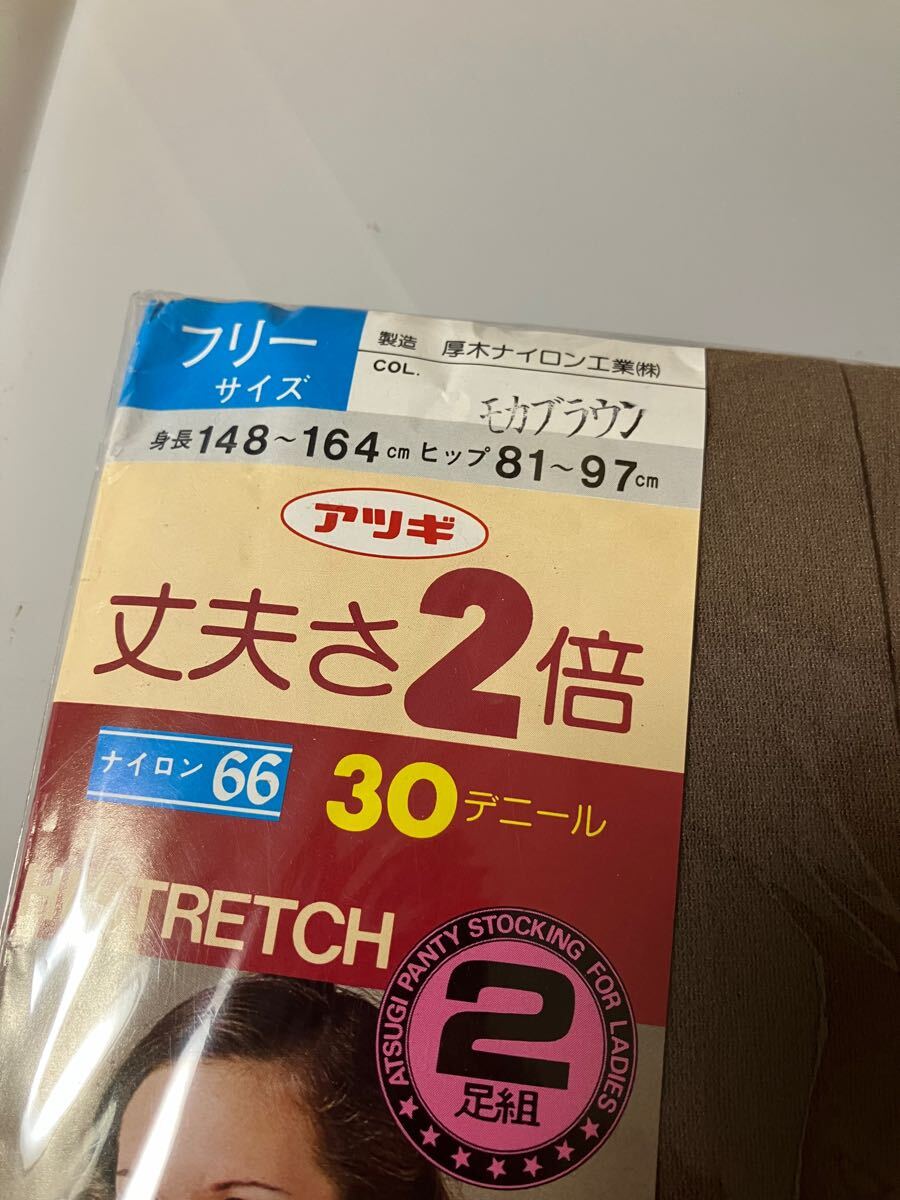 フリー
サイズ
製造 厚木ナイロン工業㈱
COL.
モカブラウン
身長148~164cm ヒップ81~97cm
アツギ
丈夫さ2倍
ナイロン66
30デニール
STRETCH
ATSUGI PANTY STOCKING FOR LADIES
2
足組